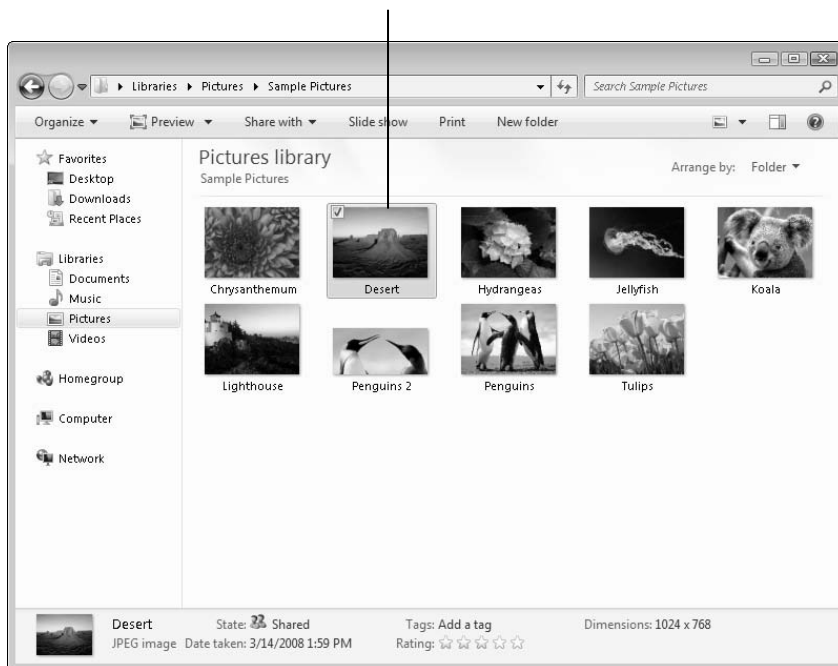 Libraries Pictures Sample Pictures Search Sample Pictures
Organize Preview Share with Slide show Print New folder
Favorites
Desktop
Downloads
Recent Places
Libraries
Documents
Music
Pictures
Videos
Homegroup
Computer
Network
Pictures library
Sample Pictures
Arrange by: Folder
Chrysanthemum Desert Hydrangeas Jellyfish Koala
Lighthouse Penguins 2 Penguins Tulips
Desert State: Shared Tags: Add a tag Dimensions: 1024 x 768
JPEG image Date taken: 3/14/2008 1:59 PM Rating: